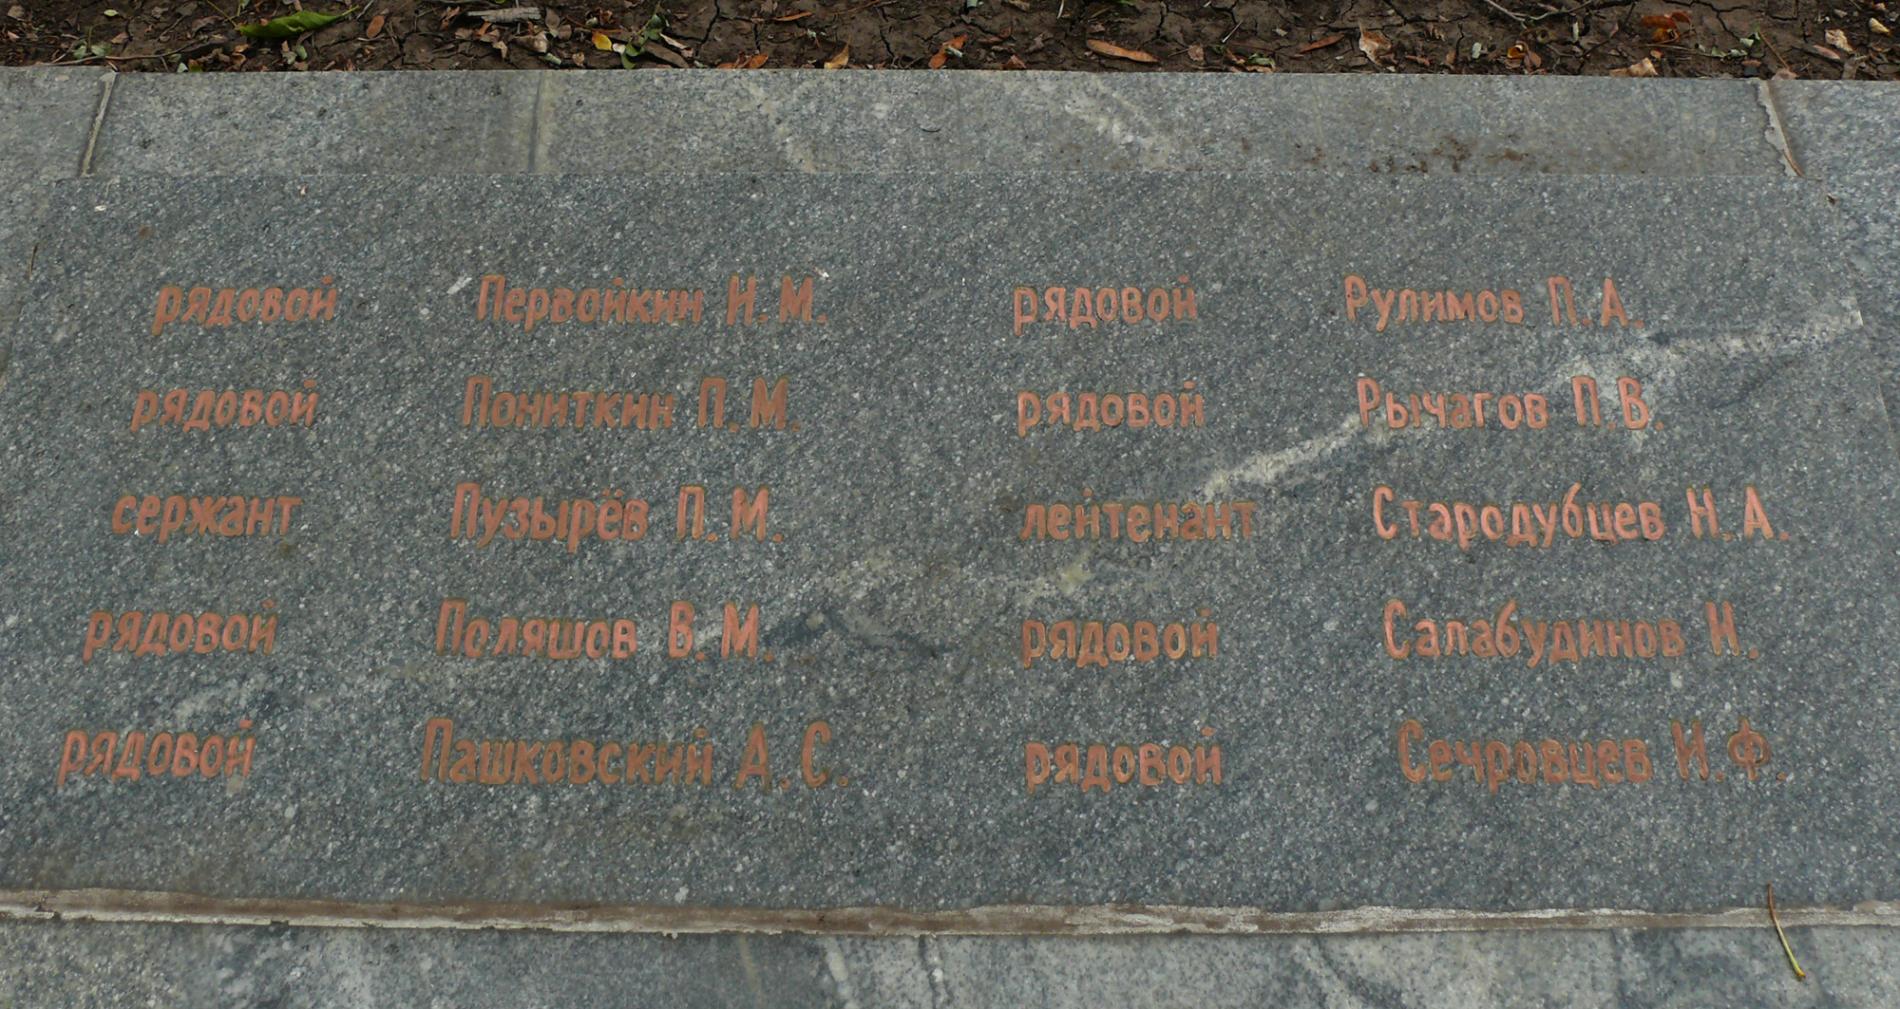 рядовой Первойкин И.М. рядовой Рулимов П.А.
рядовой Пониткин П.М. рядовой Рычагов П.В.
сержант Пузырёв П.М. лейтенант Стародубцев Н.А.
рядовой Поляшов В.М. рядовой Салабудинов И.
рядовой Пашковский А.С. рядовой Сечровцев И.Ф.